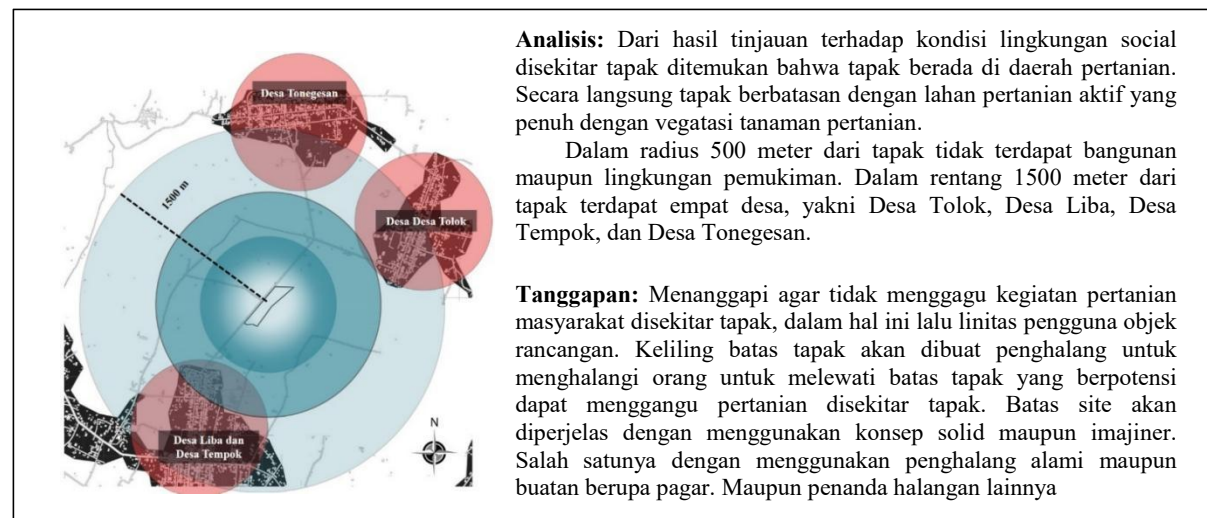 Desa Tonegesan
1500 m
Desa Desa Tolok
Desa Liba dan
Desa Tempok
N
Analisis: Dari hasil tinjauan terhadap kondisi lingkungan social
disekitar tapak ditemukan bahwa tapak berada di daerah pertanian.
Secara langsung tapak berbatasan dengan lahan pertanian aktif yang
penuh dengan vegatasi tanaman pertanian.
Dalam radius 500 meter dari tapak tidak terdapat bangunan
maupun lingkungan pemukiman. Dalam rentang 1500 meter dari
tapak terdapat empat desa, yakni Desa Tolok, Desa Liba, Desa
Tempok, dan Desa Tonegesan.
Tanggapan: Menanggapi agar tidak menggagu kegiatan pertanian
masyarakat disekitar tapak, dalam hal ini lalu linitas pengguna objek
rancangan. Keliling batas tapak akan dibuat penghalang untuk
menghalangi orang untuk melewati batas tapak yang berpotensi
dapat menggangu pertanian disekitar tapak. Batas site akan
diperjelas dengan menggunakan konsep solid maupun imajiner.
Salah satunya dengan menggunakan penghalang alami maupun
buatan berupa pagar. Maupun penanda halangan lainnya